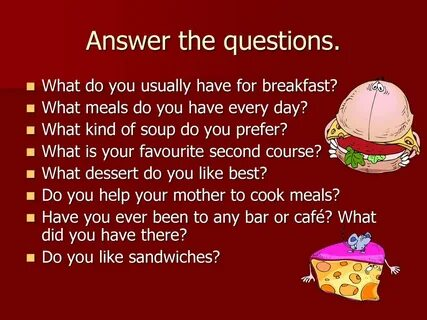 Answer the questions.
What do you usually have for breakfast?
What meals do you have every day?
What kind of soup do you prefer?
What is your favourite second course?
What dessert do you like best?
Do you help your mother to cook meals?
Have you ever been to any bar or café? What
did you have there?
Do you like sandwiches?